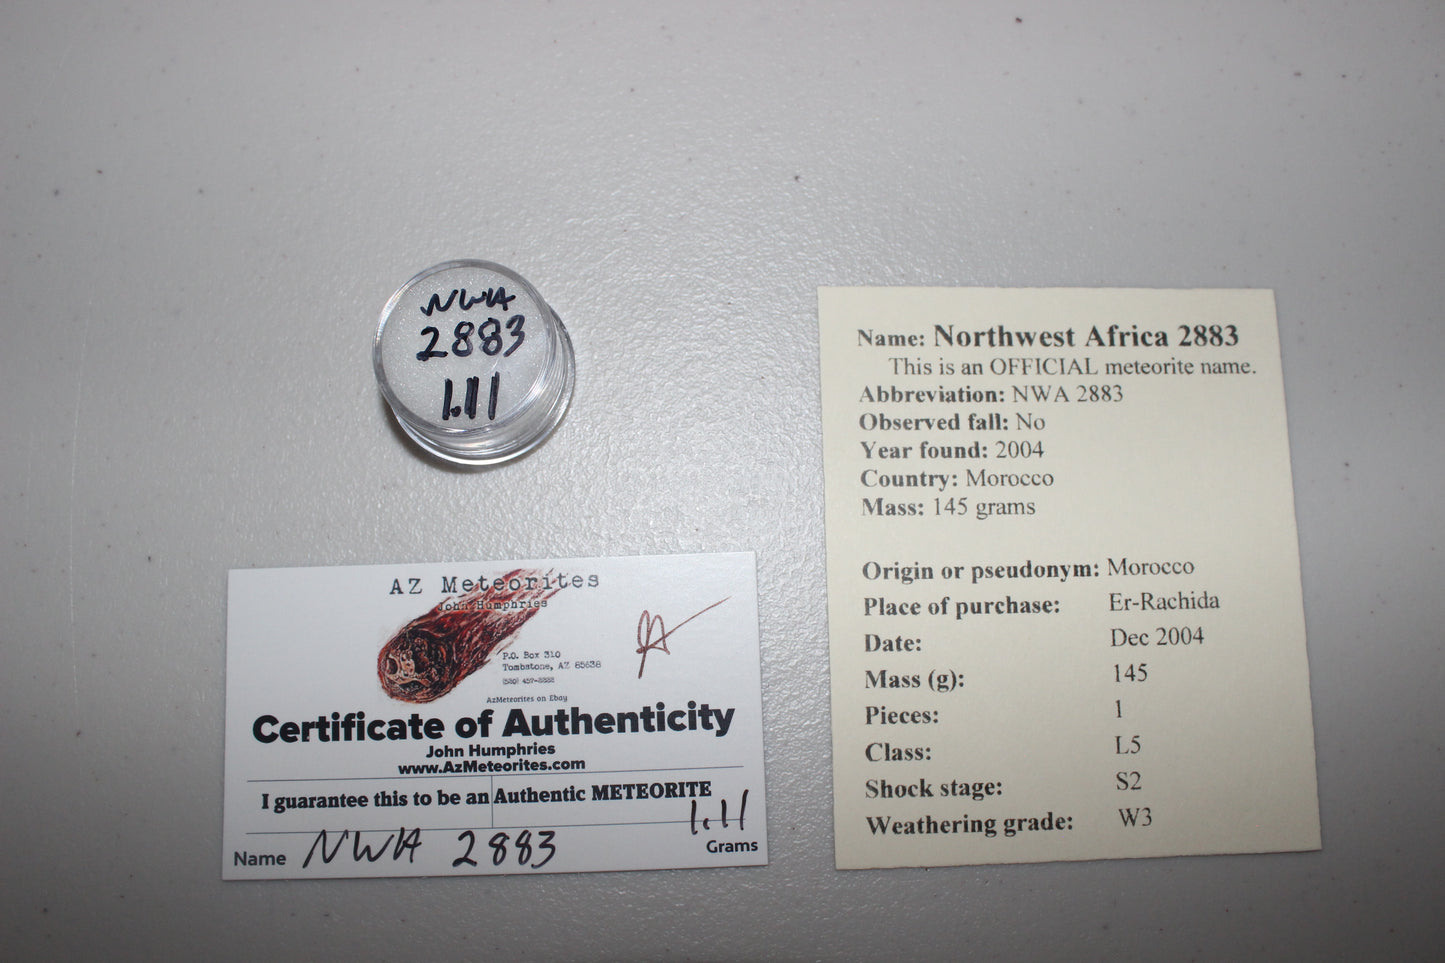 NWA
2883
1.11
AZ Meteorites
John Humphries
P.O. Box 310
Tombstone, AZ 85638
AzMeteorites on Ebay
Certificate of Authenticity
John Humphries
www.AzMeteorites.com
I guarantee this to be an Authentic METEORITE
Name NWA 2883 1.11 Grams
Name: Northwest Africa 2883
This is an OFFICIAL meteorite name.
Abbreviation: NWA 2883
Observed fall: No
Year found: 2004
Country: Morocco
Mass: 145 grams
Origin or pseudonym: Morocco
Place of purchase: Er-Rachida
Date: Dec 2004
Mass (g): 145
Pieces: 1
Class: L5
Shock stage: S2
Weathering grade: W3